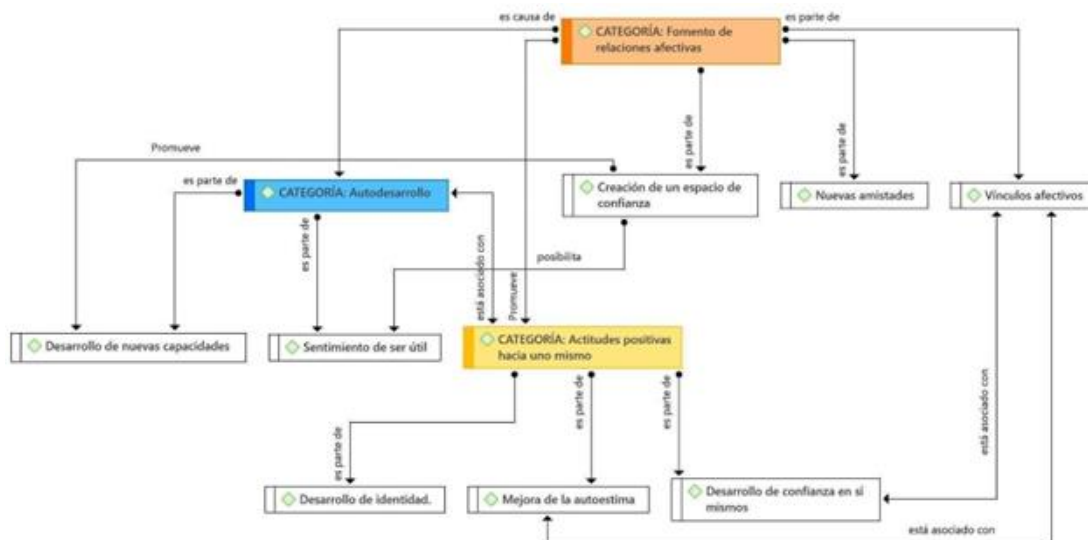 es causa de
CATEGORÍA: Fomento de
relaciones afectivas
es parte de
es parte de
es parte de
Promueve
es parte de
CATEGORÍA: Autodesarrollo
Creación de un espacio de
confianza
Nuevas amistades
Vínculos afectivos
es parte de
está asociado con
Promueve
posibilita
Desarrollo de nuevas capacidades
Sentimiento de ser útil
CATEGORÍA: Actitudes positivas
hacia uno mismo
es parte de
es parte de
es parte de
está asociado con
Desarrollo de identidad.
Mejora de la autoestima
Desarrollo de confianza en sí
mismos
está asociado con